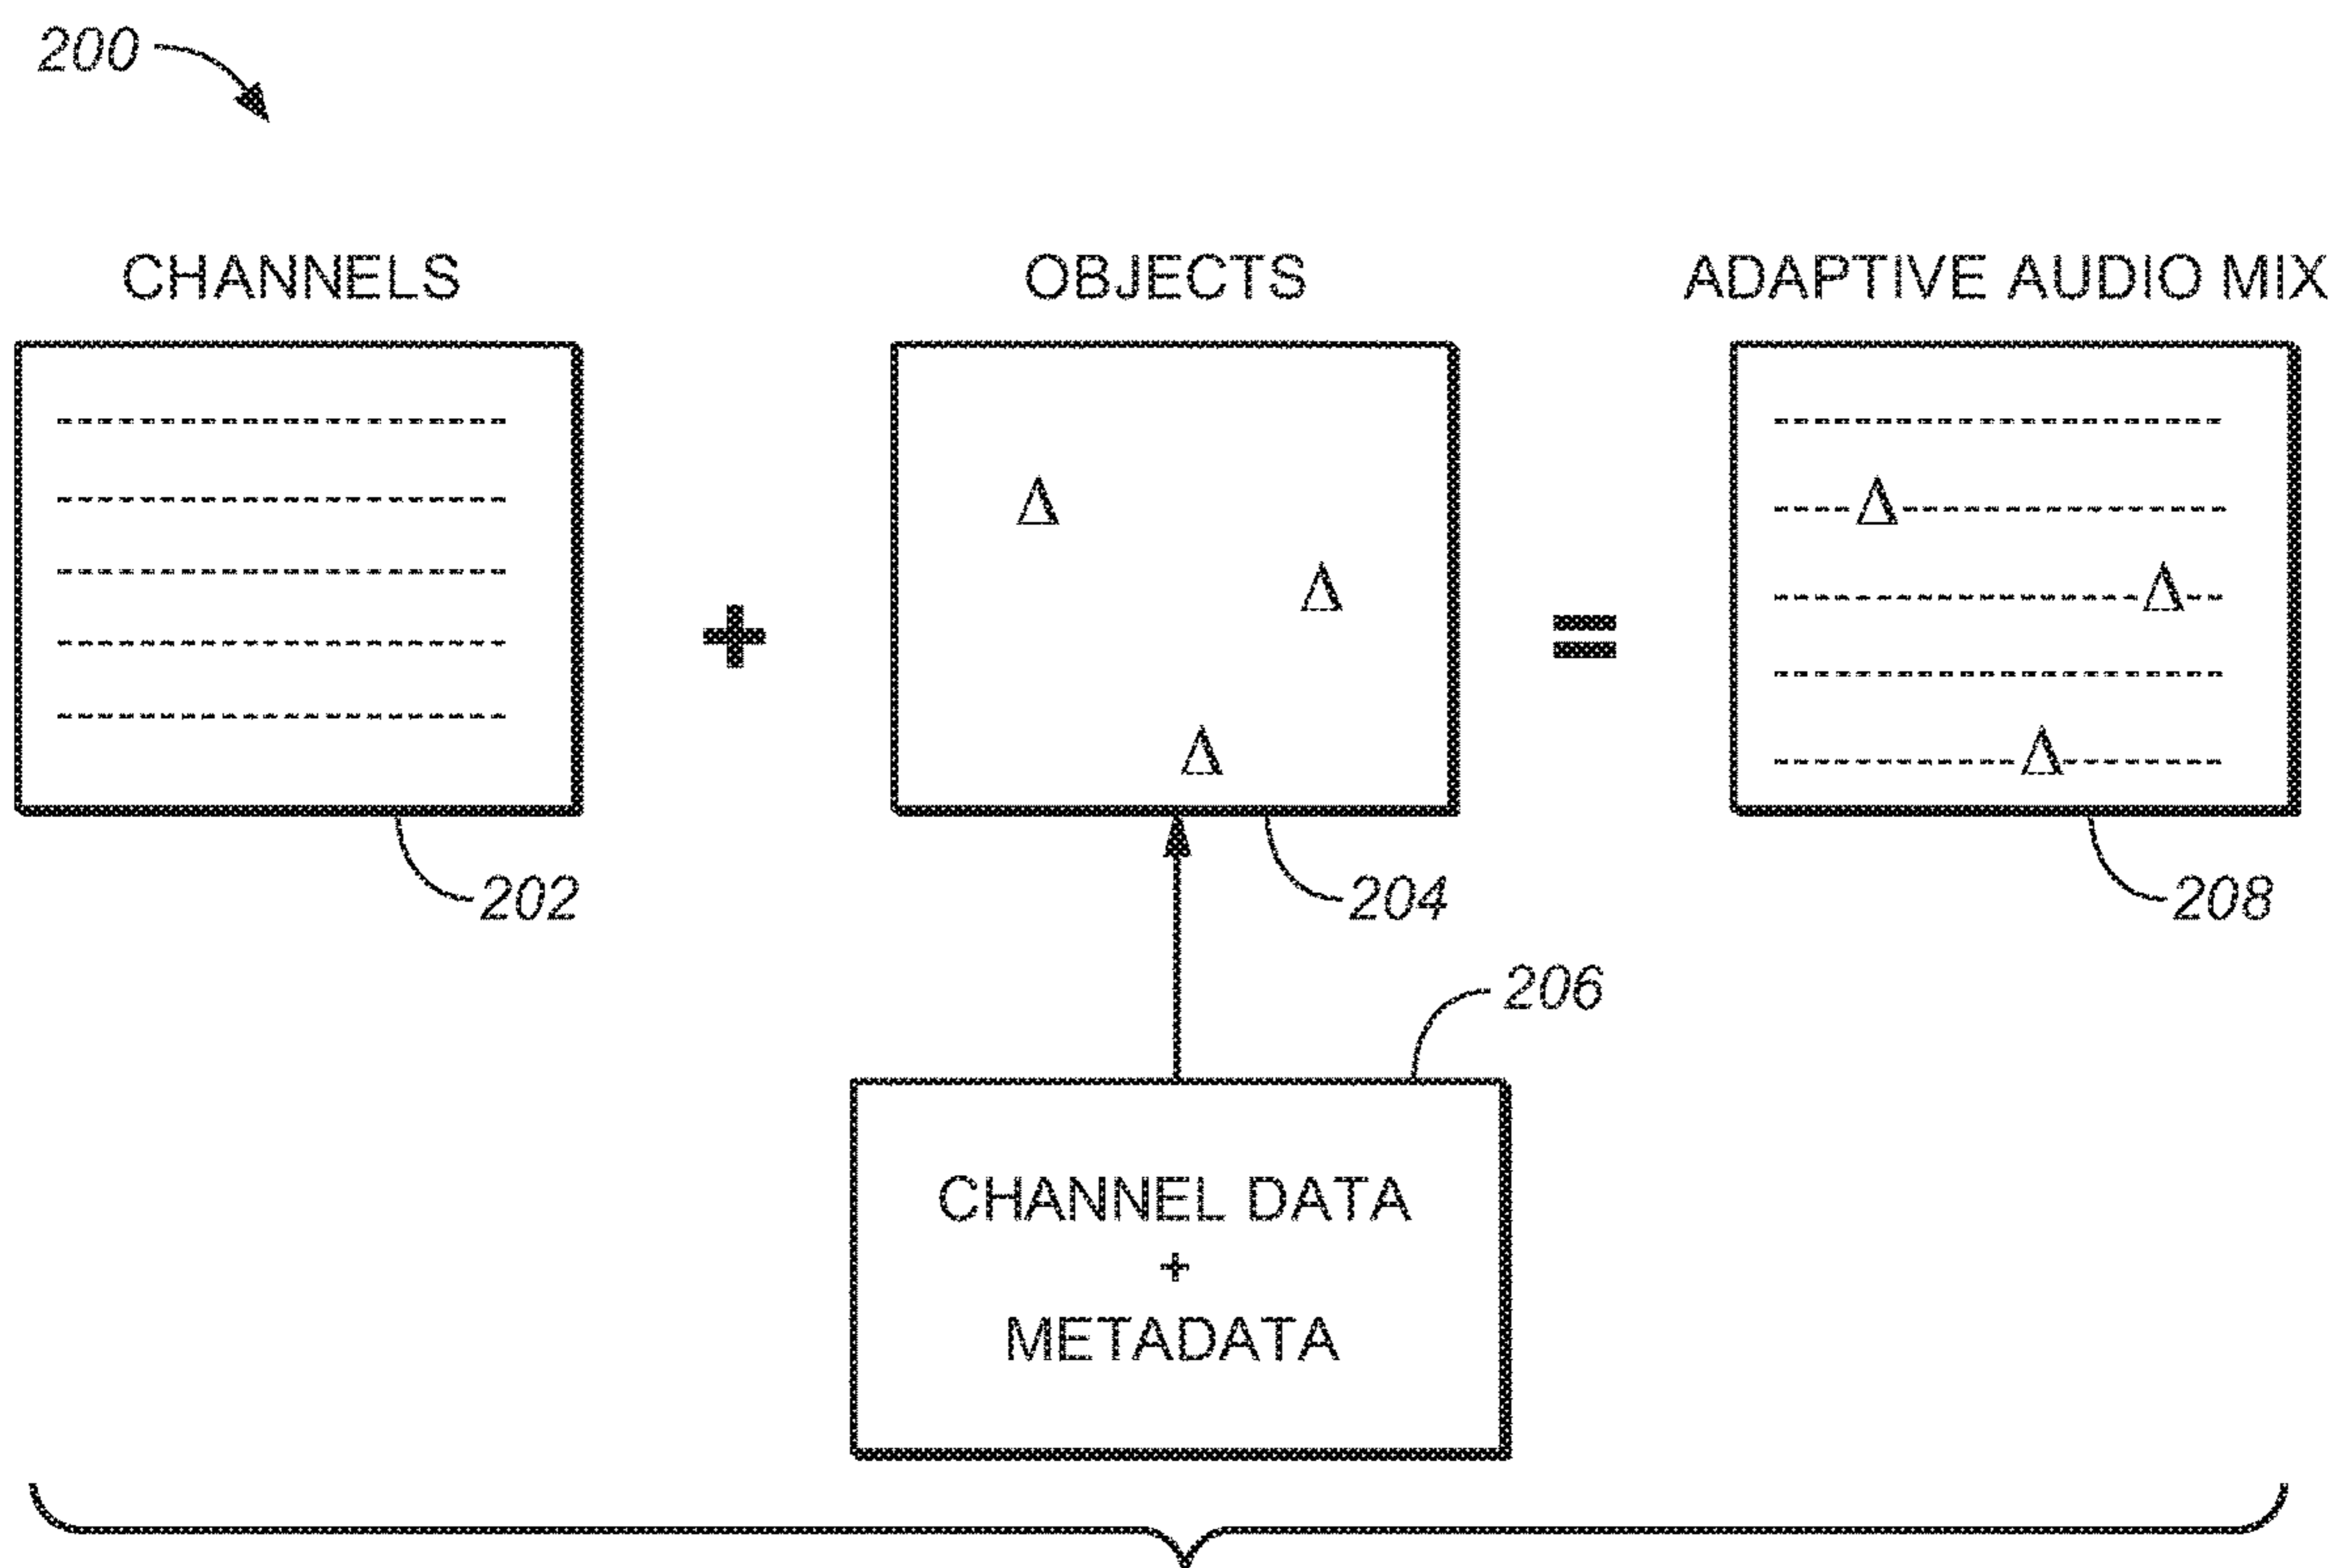 200
CHANNELS
OBJECTS
ADAPTIVE AUDIO MIX
+
=
202
204
208
206
CHANNEL DATA
+
METADATA